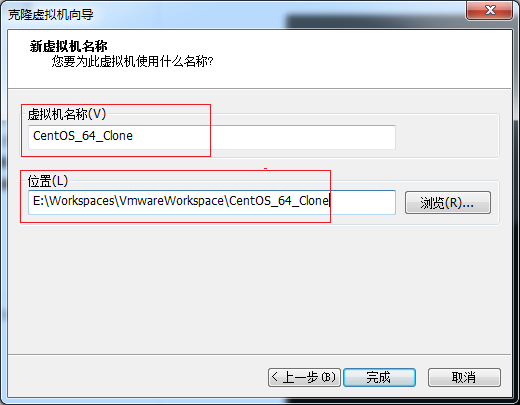 克隆虚拟机向导
新虚拟机名称
您要为此虚拟机使用什么名称?
虚拟机名称(V)
CentOS_64_Clone
位置(L)
E:\Workspaces\VmwareWorkspace\CentOS_64_Clone
浏览(R)...
< 上一步(B)
完成
取消